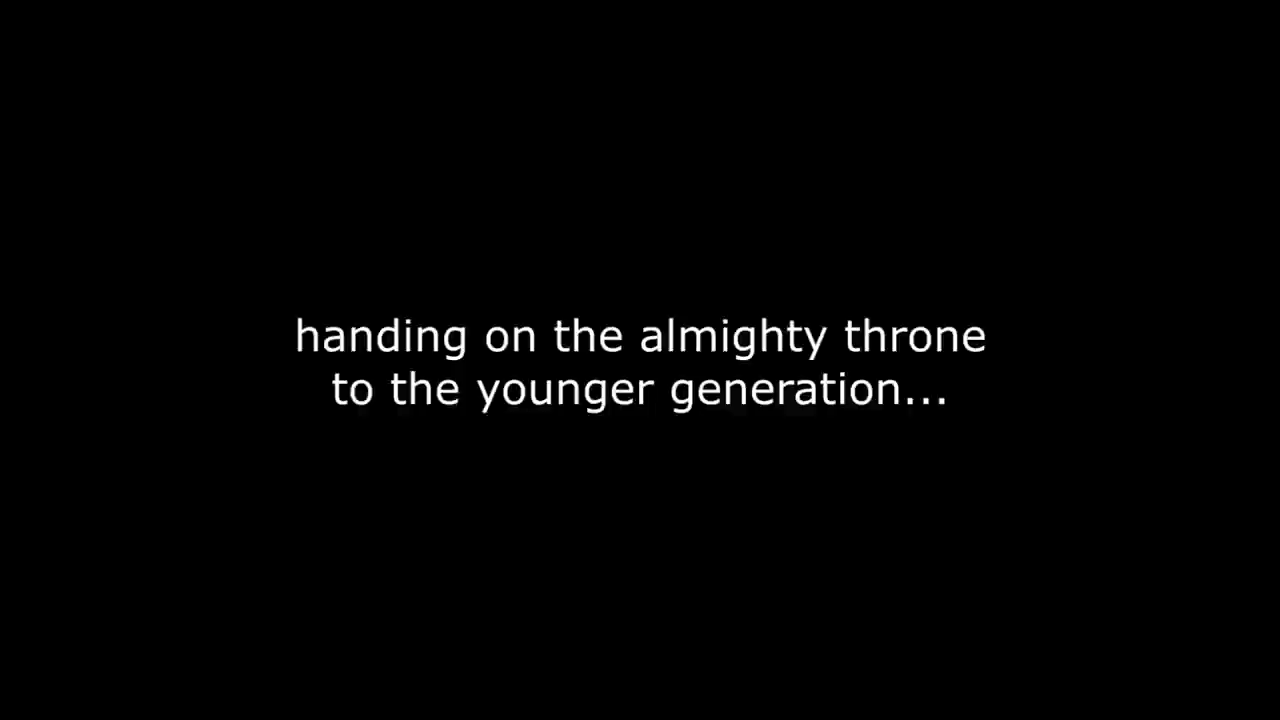 handing on the almighty throne
to the younger generation...